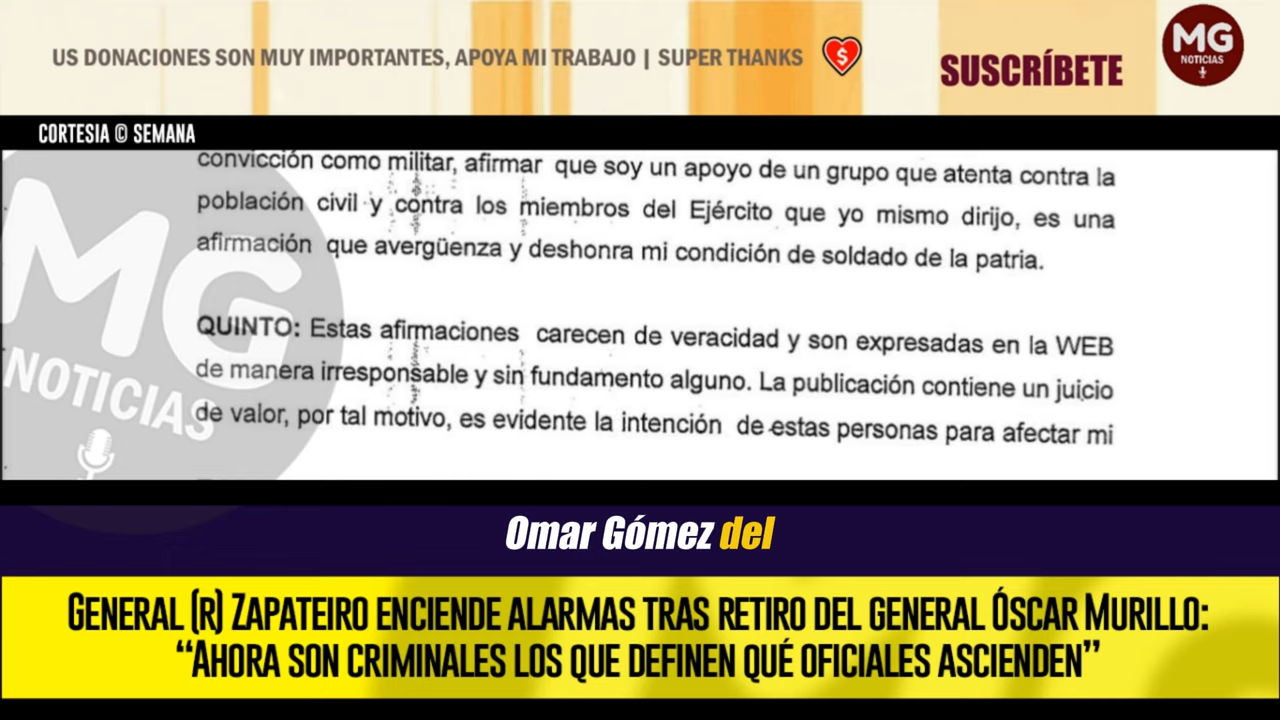 US DONACIONES SON MUY IMPORTANTES, APOYA MI TRABAJO | SUPER THANKS
$
SUSCRÍBETE
MG
NOTICIAS
CORTESIA © SEMANA
convicción como militar, afirmar que soy un apoyo de un grupo que atenta contra la
población civil y contra los miembros del Ejército que yo mismo dirijo, es una
afirmación que avergüenza y deshonra mi condición de soldado de la patria.
QUINTO: Estas afirmaciones carecen de veracidad y son expresadas en la WEB
de manera irresponsable y sin fundamento alguno. La publicación contiene un juicio
de valor, por tal motivo, es evidente la intención de estas personas para afectar mi
MG
NOTICIAS
Omar Gómez del
GENERAL (R) ZAPATEIRO ENCIENDE ALARMAS TRAS RETIRO DEL GENERAL ÓSCAR MURILLO:
“AHORA SON CRIMINALES LOS QUE DEFINEN QUÉ OFICIALES ASCIENDEN”